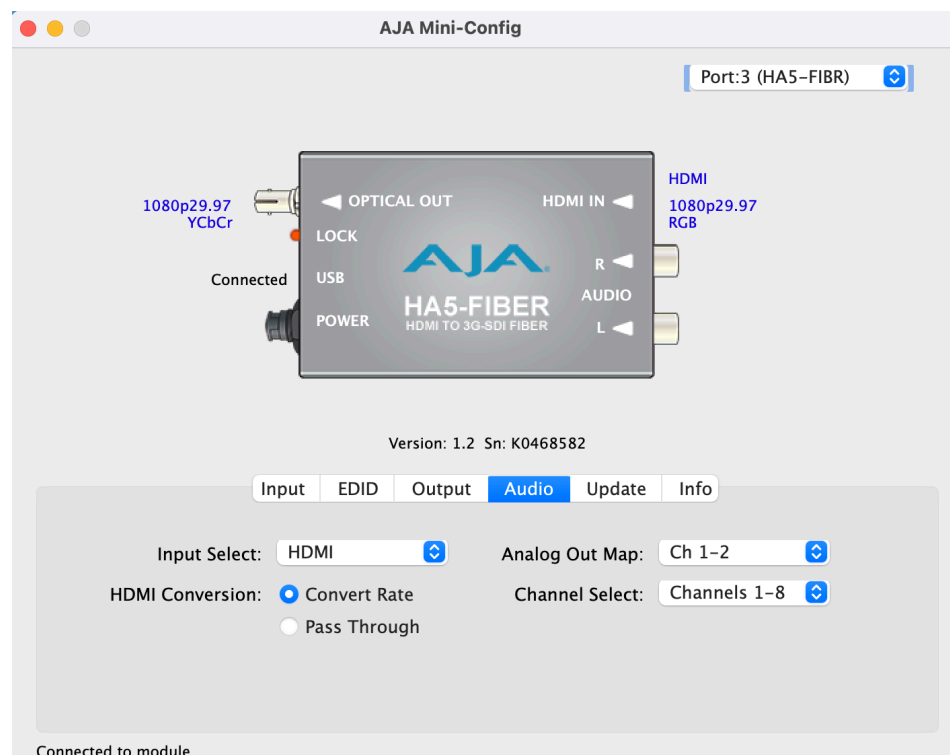 AJA Mini-Config
Port:3 (HA5-FIBR)
HDMI
1080p29.97
YCbCr
1080p29.97
RGB
OPTICAL OUT
HDMI IN
LOCK
Connected
USB
R
AUDIO
POWER
L
AJA
HA5-FIBER
HDMI TO 3G-SDI FIBER
Version: 1.2 Sn: K0468582
Input EDID Output Audio Update Info
Input Select: HDMI Analog Out Map: Ch 1-2
HDMI Conversion: Convert Rate Channel Select: Channels 1-8
Pass Through
Connected to module